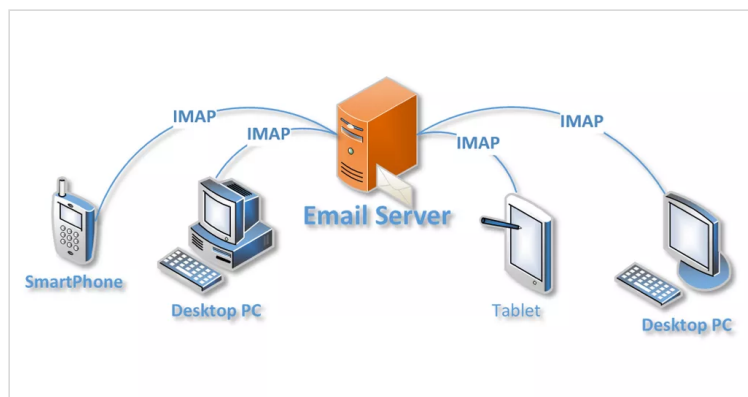 IMAP
IMAP
IMAP
IMAP
Email Server
SmartPhone
Desktop PC
Tablet
Desktop PC